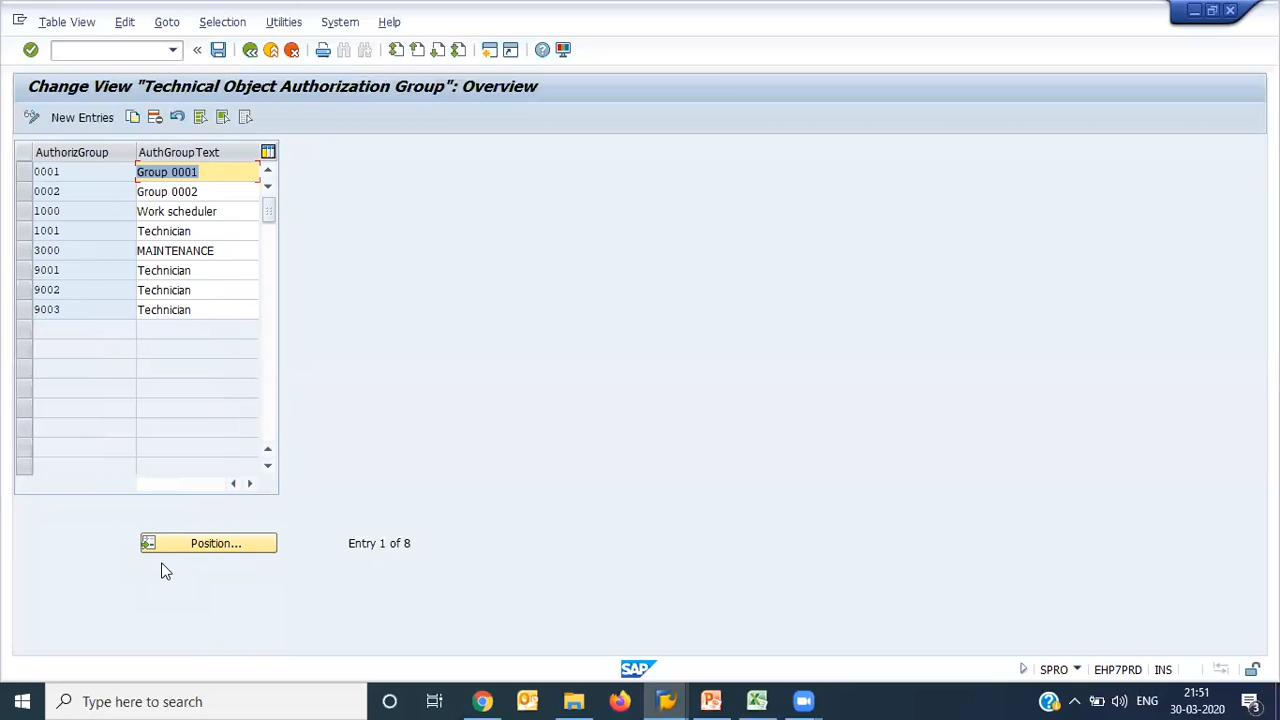 Table View Edit Goto Selection Utilities System Help
Change View "Technical Object Authorization Group": Overview
New Entries
AuthorizGroup AuthGroupText
0001 Group 0001
0002 Group 0002
1000 Work scheduler
1001 Technician
3000 MAINTENANCE
9001 Technician
9002 Technician
9003 Technician
Position... Entry 1 of 8
SAP
SPRO EHP7PRD INS
Type here to search
ENG
21:51
30-03-2020
3